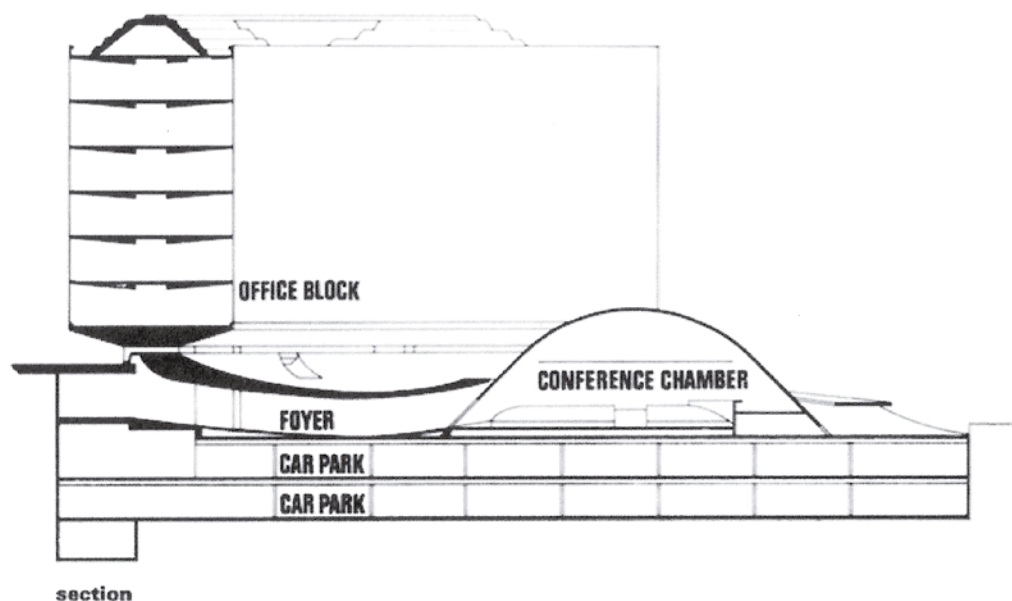 OFFICE BLOCK
CONFERENCE CHAMBER
FOYER
CAR PARK
CAR PARK
section